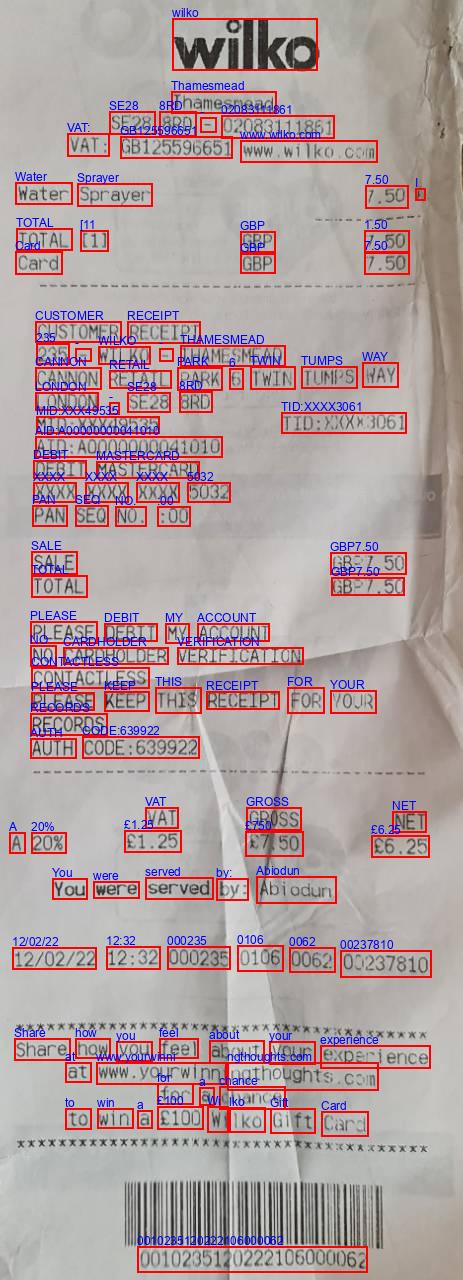 wilko
Thamesmead
SE28 8RD - 02083111861
VAT: GB125596651 www.wilko.com
Water Sprayer 7.50
TOTAL [1] GBP 7.50
Card GBP 7.50
CUSTOMER RECEIPT
235 - WILKO - THAMESMEAD
CANNON RETAIL PARK 6 TWIN TUMPS WAY
LONDON - SE28 8RD
MID:XXX49535 TID:XXXX3061
AID:A0000000041010
DEBIT MASTERCARD
XXXX XXXX XXXX 5032
PAN SEQ NO. :00
SALE GBP7.50
TOTAL GBP7.50
PLEASE DEBIT MY ACCOUNT
NO CARDHOLDER VERIFICATION
CONTACTLESS
PLEASE KEEP THIS RECEIPT FOR YOUR
RECORDS
AUTH CODE:639922
VAT GROSS NET
A 20% £1.25 £7.50 £6.25
You were served by: Abiodun
12/02/22 12:32 000235 0106 0062 00237810
***************************************************
Share how you feel about your experience
at www.yourwinningthoughts.com
for a chance
to win a £100 Wilko Gift Card
***************************************************
0010235120222106000062